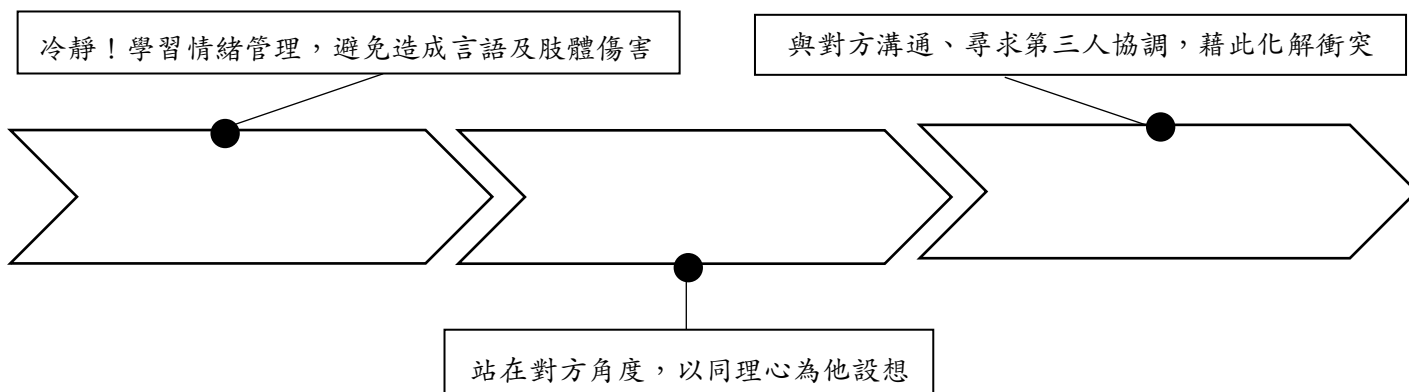 冷靜！學習情緒管理，避免造成言語及肢體傷害
與對方溝通、尋求第三人協調，藉此化解衝突
站在對方角度，以同理心為他設想